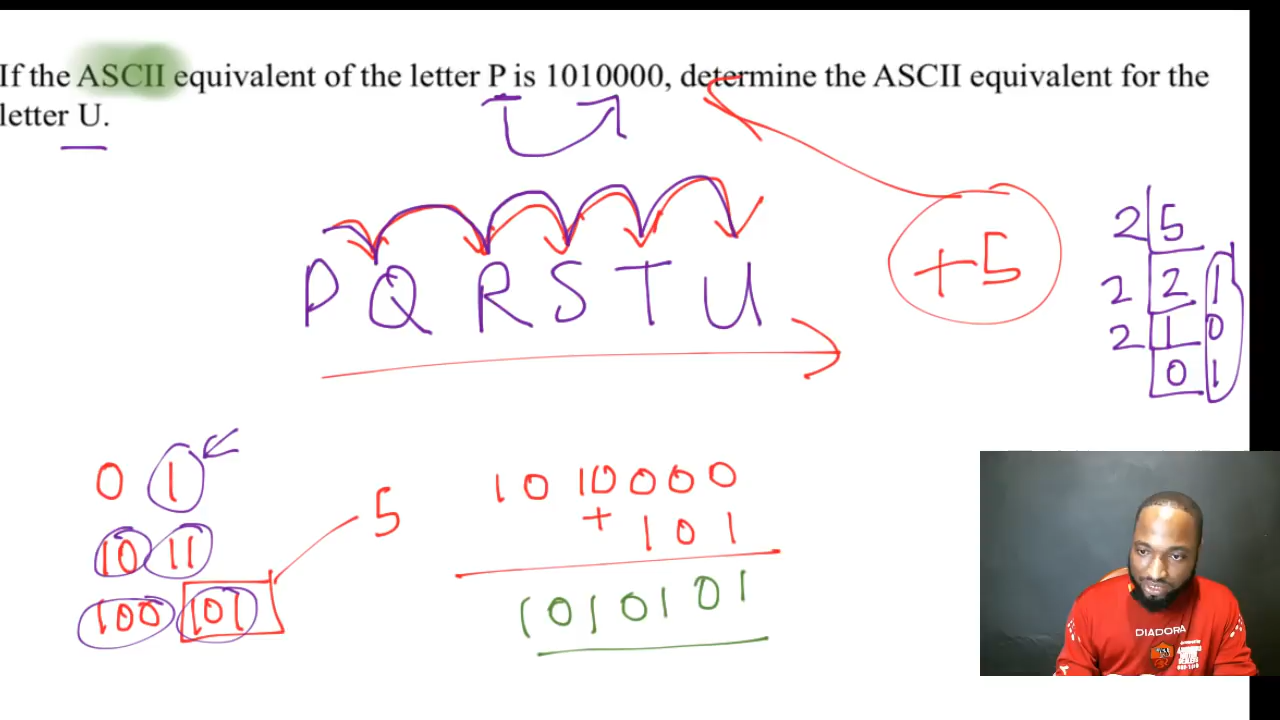 If the ASCII equivalent of the letter P is 1010000, determine the ASCII equivalent for the
letter U.
+5
P Q R S T U
2 5
2 2 1
2 1 0
0 1
0 1
10 11
100 101
5
1010000
+ 101
1010101
DIADORA